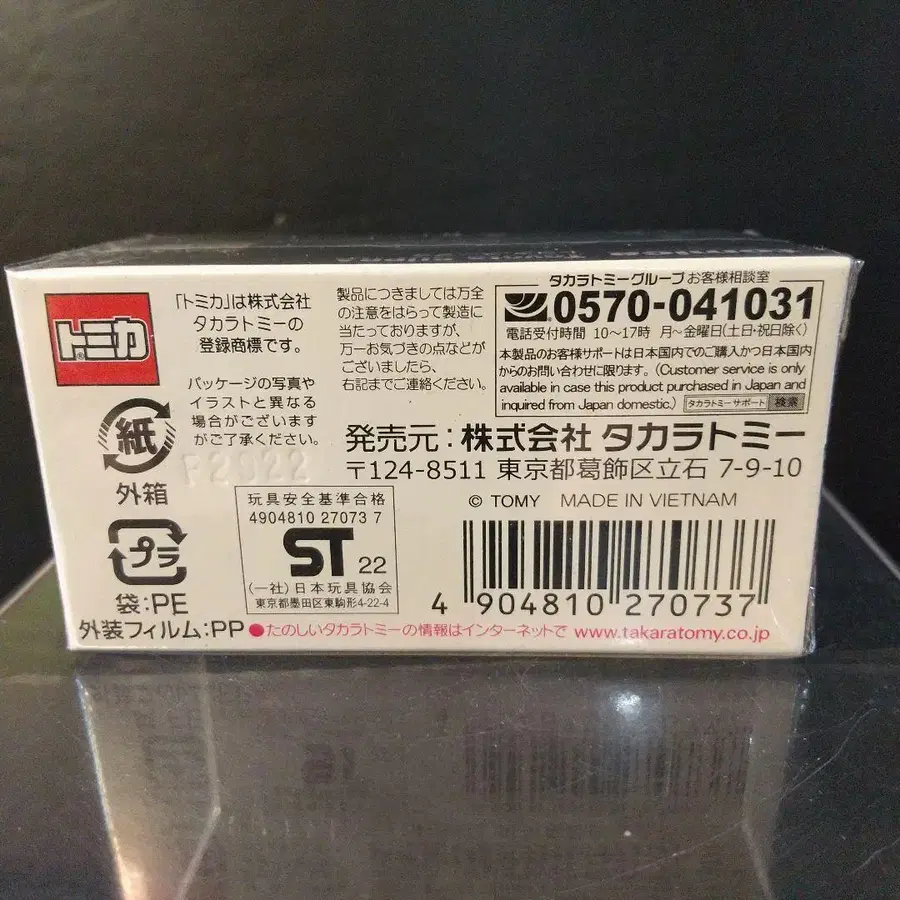 トミカ
「トミカ」は株式会社
タカラトミーの
登録商標です。
パッケージの写真や
イラストと異なる
場合がございます
がご了承ください。
製品につきましては万全
の注意をはらって製造に
当たっておりますが、
万一お気づきの点などが
ございましたら、
右記までご連絡ください。
タカラトミーグループ お客様相談室
0570-041031
電話受付時間 10〜17時 月〜金曜日(土日・祝日除く)
本製品のお客様サポートは日本国内でのご購入かつ日本国内
からのお問い合わせに限ります。(Customer service is only
available in case this product purchased in Japan and
inquired from Japan domestic.) タカラトミーサポート 検索
発売元:株式会社 タカラトミー
〒124-8511 東京都葛飾区立石 7-9-10
© TOMY MADE IN VIETNAM
紙
外箱
プラ
袋:PE
外装フィルム:PP
玩具安全基準合格
4904810 27073 7
ST 22
(一社)日本玩具協会
東京都墨田区東駒形4-22-4
4 904810 270737
●たのしいタカラトミーの情報はインターネットで www.takaratomy.co.jp